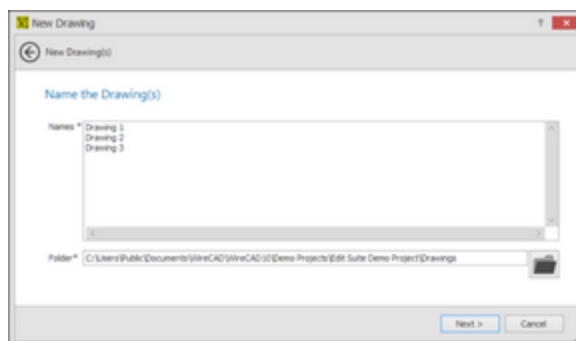 New Drawing
?
New Drawing(s)
Name the Drawing(s)
Names *
Drawing 1
Drawing 2
Drawing 3
Folder* C:\Users\Public\Documents\WireCAD\WireCAD10\Demo Projects\Edit Suite Demo Project\Drawings
Next > Cancel